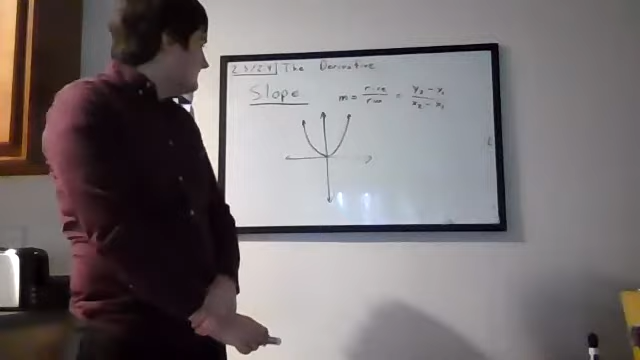 The Derivative
Slope
m = rise/run = y₂ - y₁/x₂ - x₁